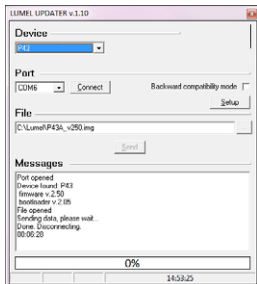 LUMEL UPDATER v.1.10
Device
P43
Port
COM6 Connect Backward compatibility mode
Setup
File
C:\Lumel\P43A_v250.img ...
Send
Messages
Port opened
Device found: P43
firmware v.2.50
bootloader v.2.05
File opened
Sending data, please wait...
Done. Disconnecting.
00:06:28
0%
14:53:25